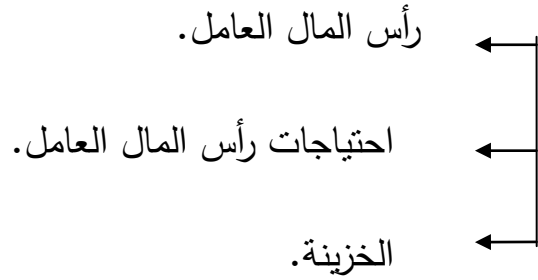 رأس المال العامل.
احتياجات رأس المال العامل.
الخزينة.